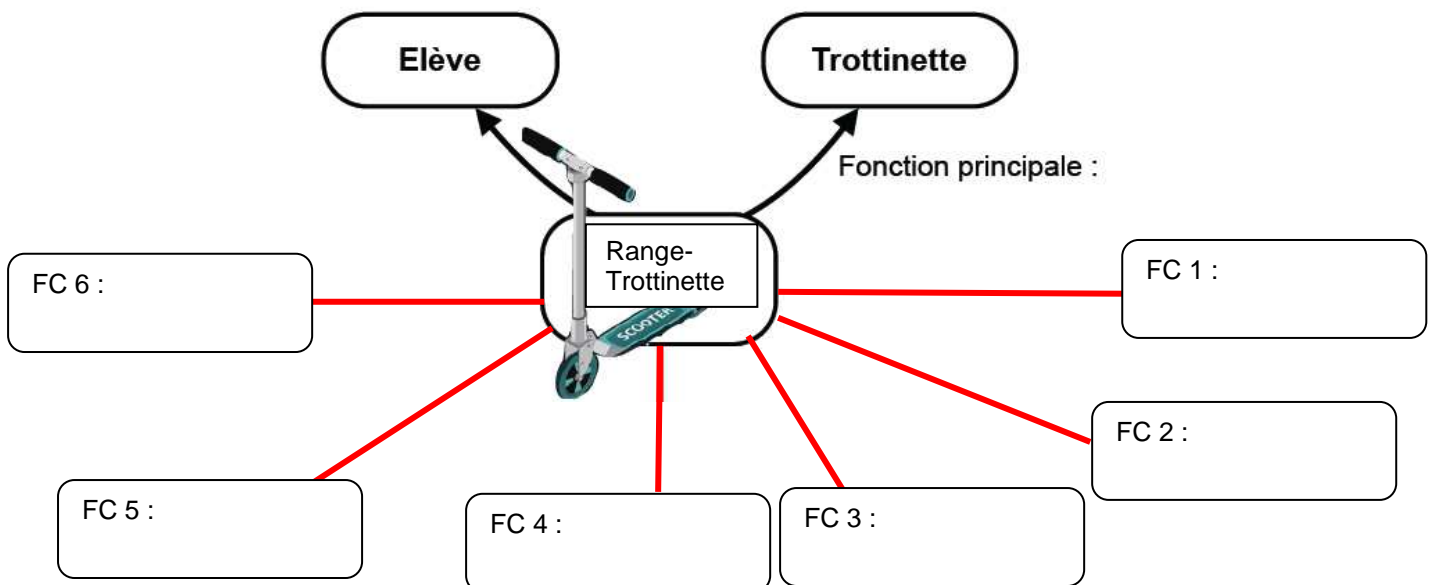 Elève
Trottinette
Fonction principale :
Range-
Trottinette
SCOOTER
FC 6 :
FC 1 :
FC 2 :
FC 5 :
FC 4 :
FC 3 :